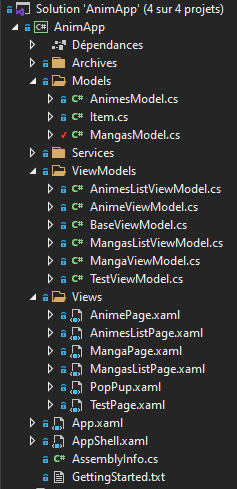 Solution 'AnimApp' (4 sur 4 projets)
C# AnimApp
Dépendances
Archives
Models
C# AnimesModel.cs
C# Item.cs
C# MangasModel.cs
Services
ViewModels
C# AnimesListViewModel.cs
C# AnimeViewModel.cs
C# BaseViewModel.cs
C# MangasListViewModel.cs
C# MangaViewModel.cs
C# TestViewModel.cs
Views
AnimePage.xaml
AnimesListPage.xaml
MangaPage.xaml
MangasListPage.xaml
PopPup.xaml
TestPage.xaml
App.xaml
AppShell.xaml
C# AssemblyInfo.cs
GettingStarted.txt